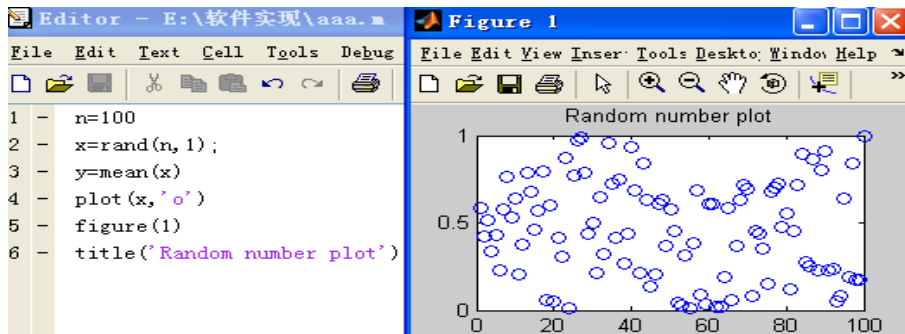 Editor - E:\软件实现\aaa.m
File Edit Text Cell Tools Debug
1 - n=100
2 - x=rand(n,1);
3 - y=mean(x)
4 - plot(x,'o')
5 - figure(1)
6 - title('Random number plot')
Figure 1
File Edit View Inser Tools Deskto Window Help
Random number plot
1
0.5
0
0 20 40 60 80 100